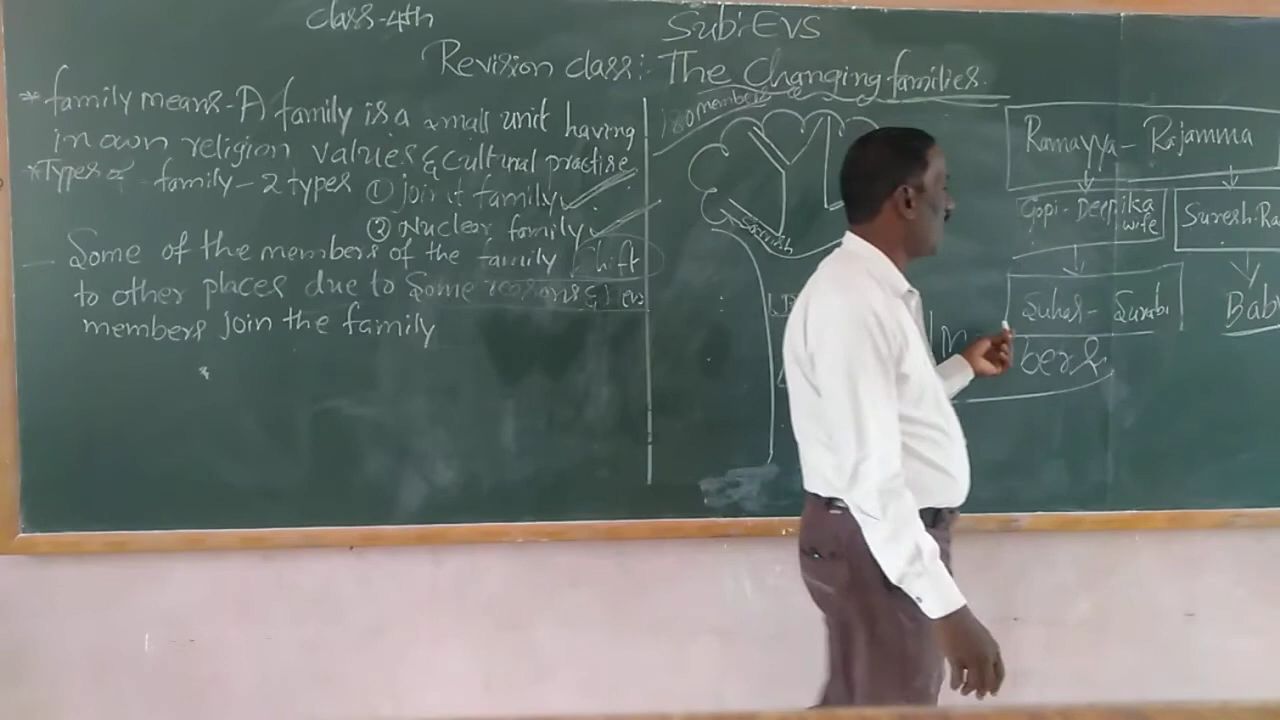 Class-4th
Sub:EVS
Revision class: The Changing families.
* family means - A family is a small unit having
in own religion values & cultural practise
* Types of family - 2 types ① joint family
② Nuclear family
Some of the members of the family shift
to other places due to some reasons &
members join the family
members
Satish
Ramayya - Rajamma
Gopi - Deepika
wife
Suresh - Ra
Suhas - Surabi
Bab
bers